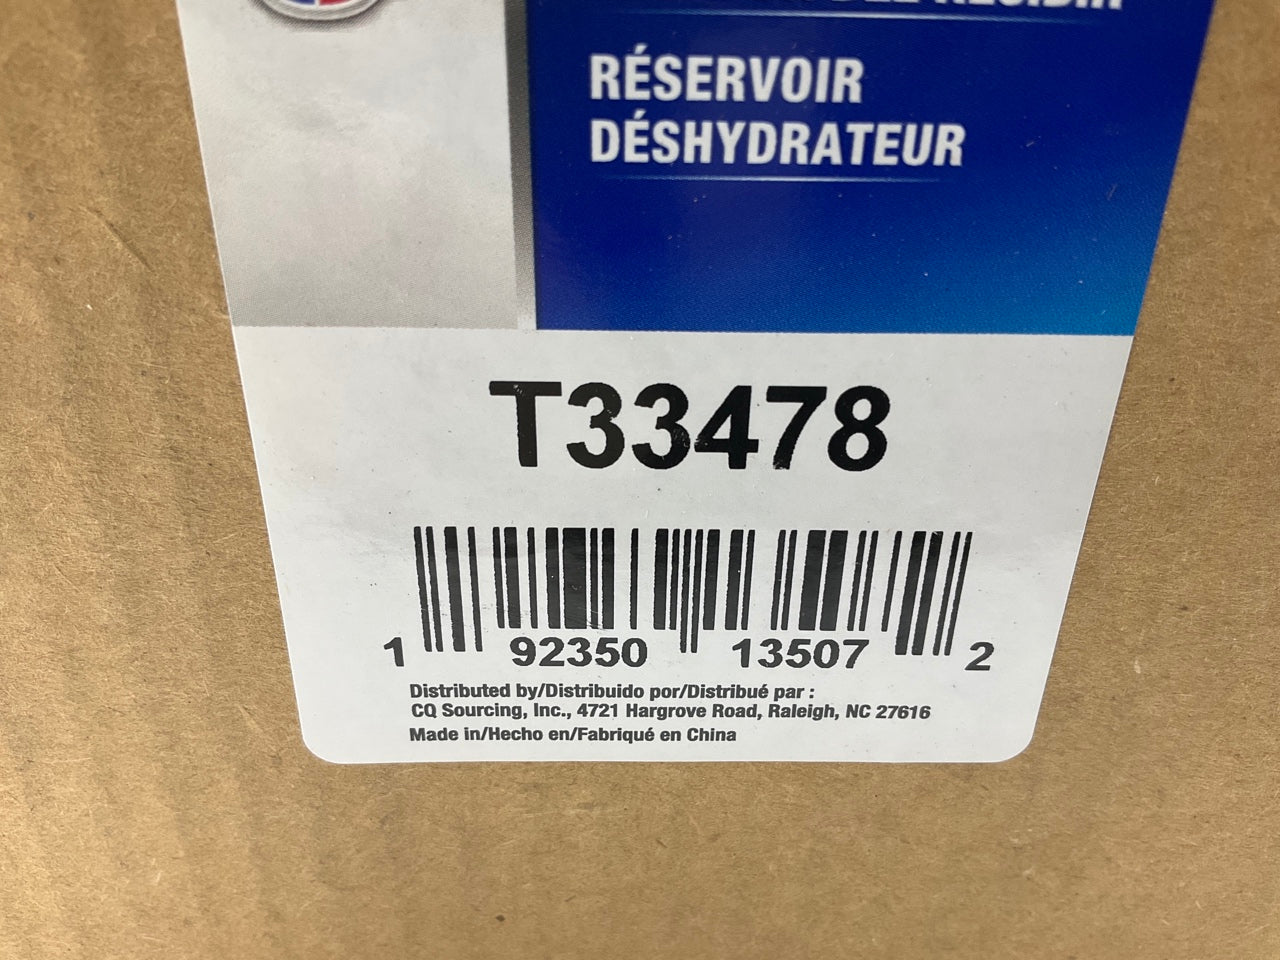 RÉSERVOIR
DÉSHYDRATEUR
T33478
1 92350 13507 2
Distributed by/Distribuido por/Distribué par :
CQ Sourcing, Inc., 4721 Hargrove Road, Raleigh, NC 27616
Made in/Hecho en/Fabriqué en China